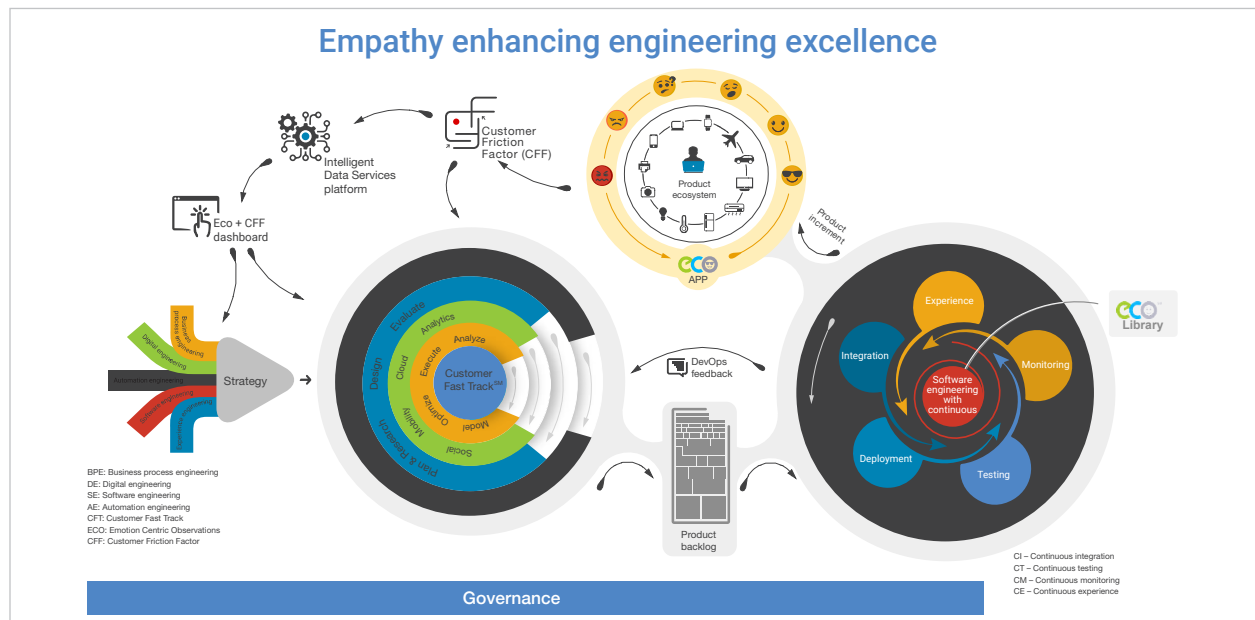 Empathy enhancing engineering excellence
Intelligent
Data Services
platform
Customer
Friction
Factor (CFF)
Eco + CFF
dashboard
Product
ecosystem
eco
APP
Product
increment
Business
process engineering
Digital engineering
Automation engineering
Software engineering
Strategy
Evaluate
Design
Plan & Research
Analytics
Cloud
Mobility
Social
Analyze
Execute
Optimize
Model
Customer
Fast Track℠
DevOps
feedback
Product
backlog
Experience
Integration
Monitoring
Deployment
Testing
Software
engineering
with
continuous
eco
Library
BPE: Business process engineering
DE: Digital engineering
SE: Software engineering
AE: Automation engineering
CFT: Customer Fast Track
ECO: Emotion Centric Observations
CFF: Customer Friction Factor
CI – Continuous integration
CT – Continuous testing
CM – Continuous monitoring
CE – Continuous experience
Governance